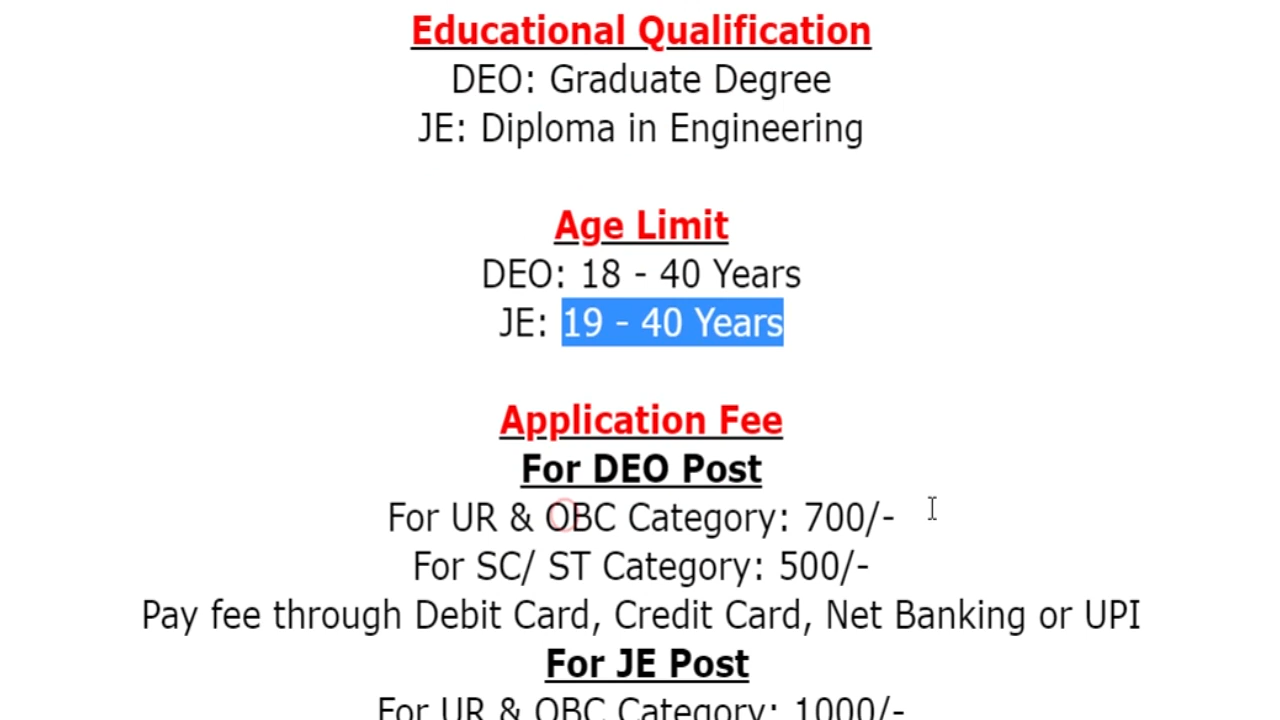 Educational Qualification
DEO: Graduate Degree
JE: Diploma in Engineering
Age Limit
DEO: 18 - 40 Years
JE: 19 - 40 Years
Application Fee
For DEO Post
For UR & OBC Category: 700/-
For SC/ ST Category: 500/-
Pay fee through Debit Card, Credit Card, Net Banking or UPI
For JE Post
For UR & OBC Category: 1000/-